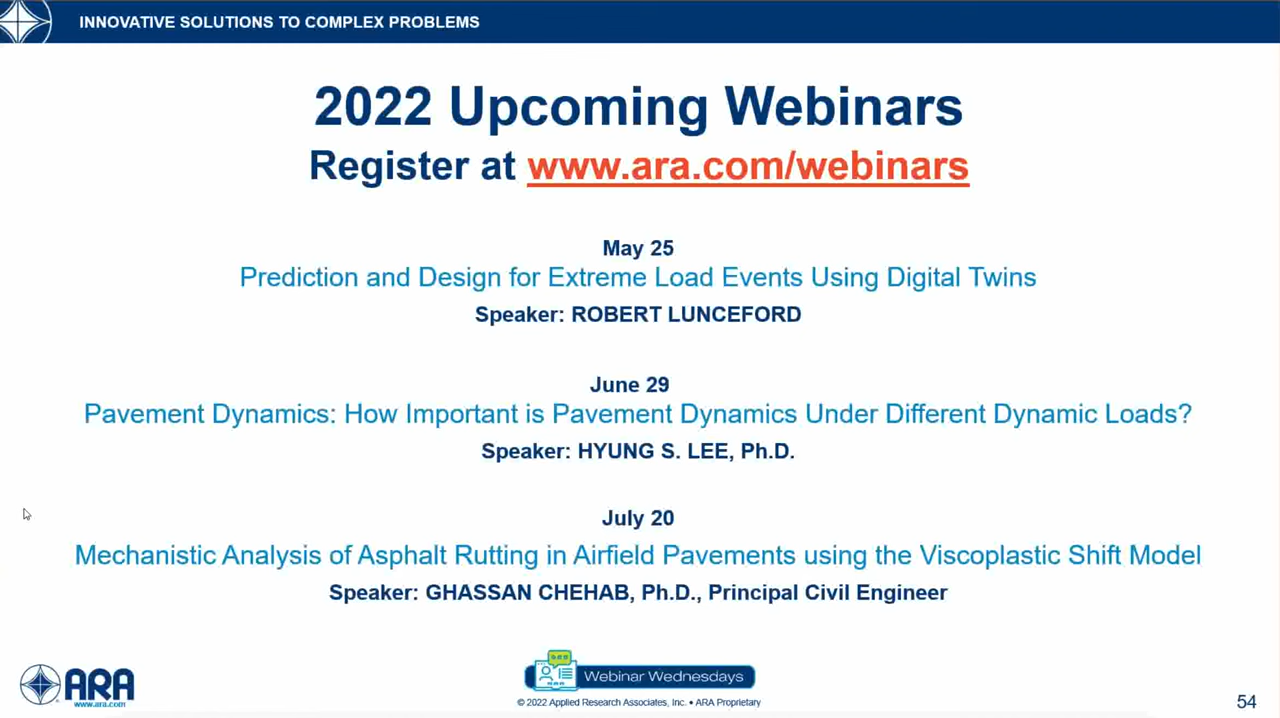 INNOVATIVE SOLUTIONS TO COMPLEX PROBLEMS
2022 Upcoming Webinars
Register at www.ara.com/webinars
May 25
Prediction and Design for Extreme Load Events Using Digital Twins
Speaker: ROBERT LUNCEFORD
June 29
Pavement Dynamics: How Important is Pavement Dynamics Under Different Dynamic Loads?
Speaker: HYUNG S. LEE, Ph.D.
July 20
Mechanistic Analysis of Asphalt Rutting in Airfield Pavements using the Viscoplastic Shift Model
Speaker: GHASSAN CHEHAB, Ph.D., Principal Civil Engineer
ARA
www.ara.com
Webinar Wednesdays
© 2022 Applied Research Associates, Inc. • ARA Proprietary
54